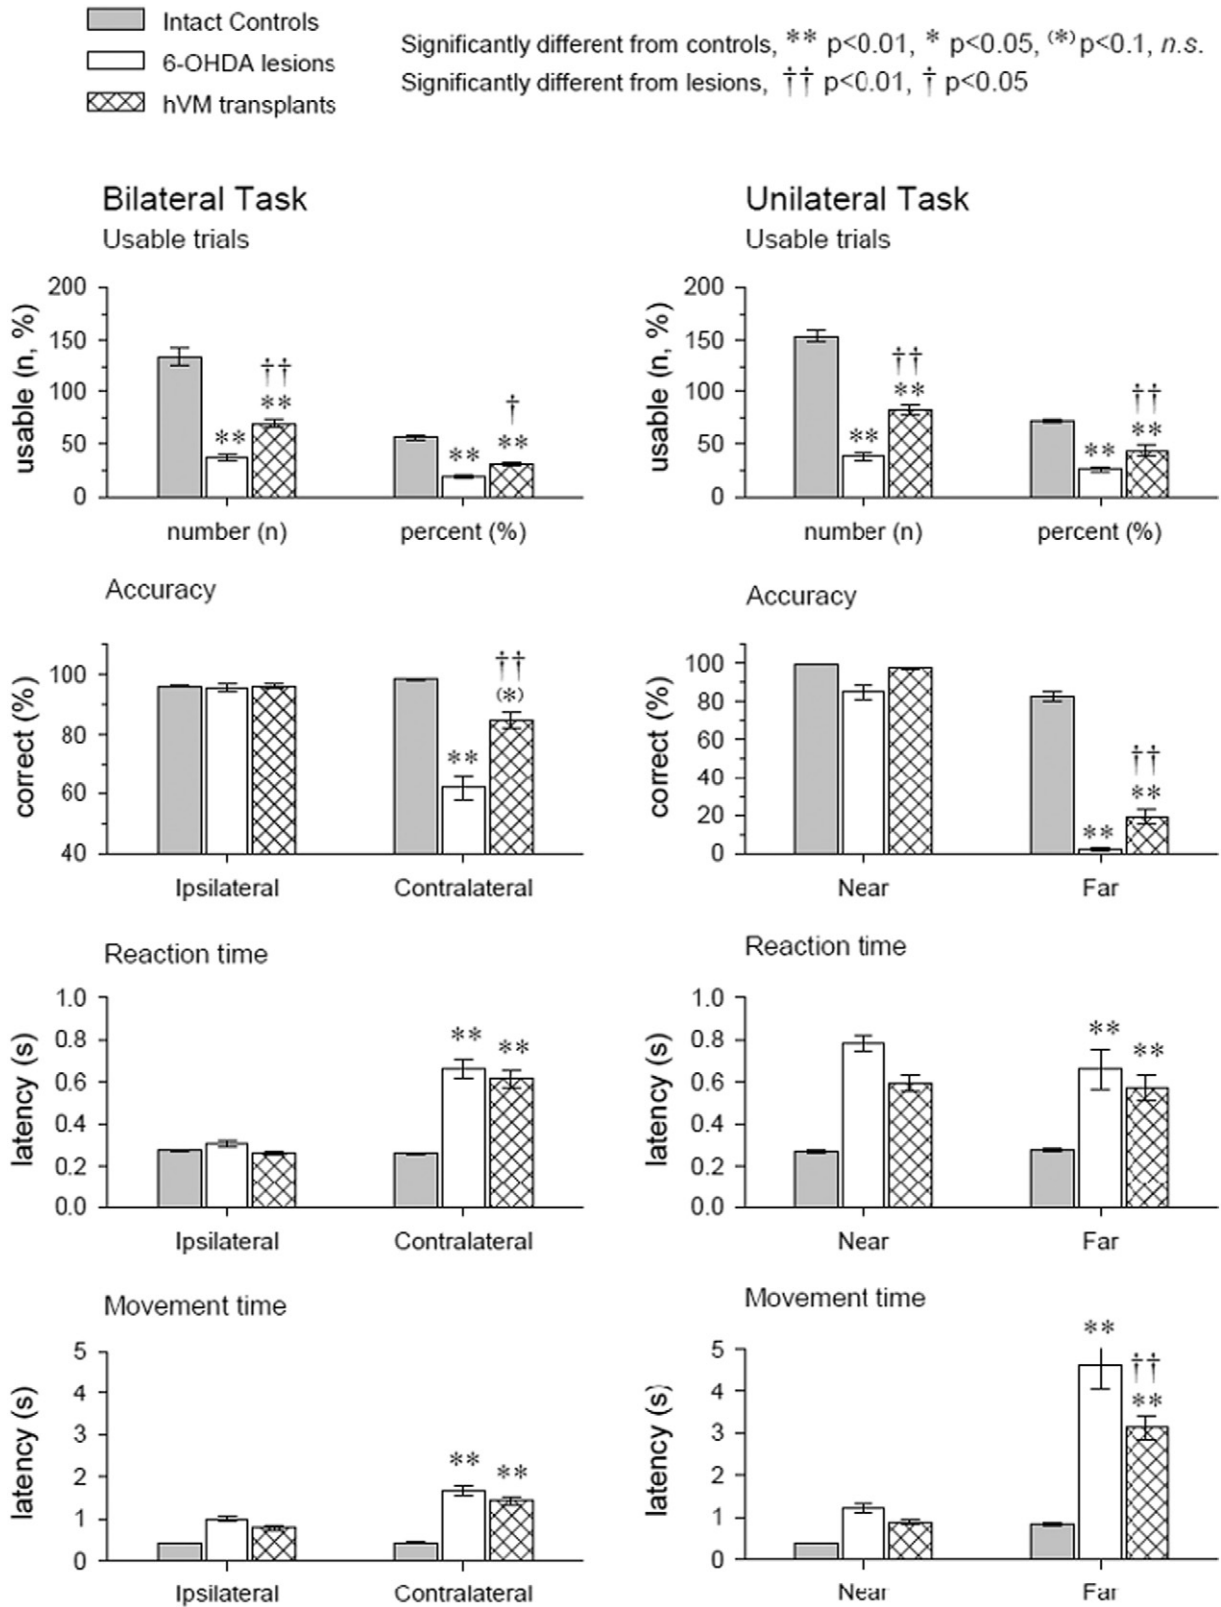 Intact Controls
6-OHDA lesions
hVM transplants
Significantly different from controls, ** p<0.01, * p<0.05, (*) p<0.1, n.s.
Significantly different from lesions, †† p<0.01, † p<0.05
Bilateral Task
Usable trials
usable (n, %)
200
150
100
50
0
**
††
**
**
†
**
number (n)
percent (%)
Accuracy
correct (%)
100
80
60
40
**
††
(*)
Ipsilateral
Contralateral
Reaction time
latency (s)
1.0
0.8
0.6
0.4
0.2
0.0
**
**
Ipsilateral
Contralateral
Movement time
latency (s)
5
4
3
2
1
0
**
**
Ipsilateral
Contralateral
Unilateral Task
Usable trials
usable (n, %)
200
150
100
50
0
**
††
**
**
††
**
number (n)
percent (%)
Accuracy
correct (%)
100
80
60
40
20
0
**
††
**
Near
Far
Reaction time
latency (s)
1.0
0.8
0.6
0.4
0.2
0.0
**
**
Near
Far
Movement time
latency (s)
5
4
3
2
1
0
**
††
**
Near
Far